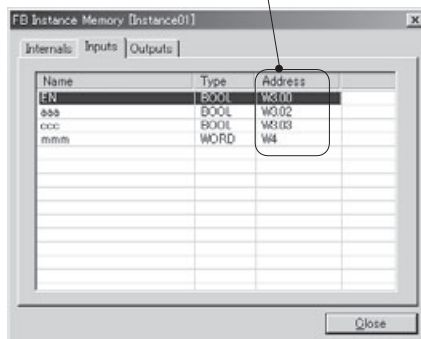 FB Instance Memory [Instance01]
Internals Inputs Outputs
Name Type Address
EN BOOL W3.00
aaa BOOL W3.02
ccc BOOL W3.03
mmm WORD W4
Close